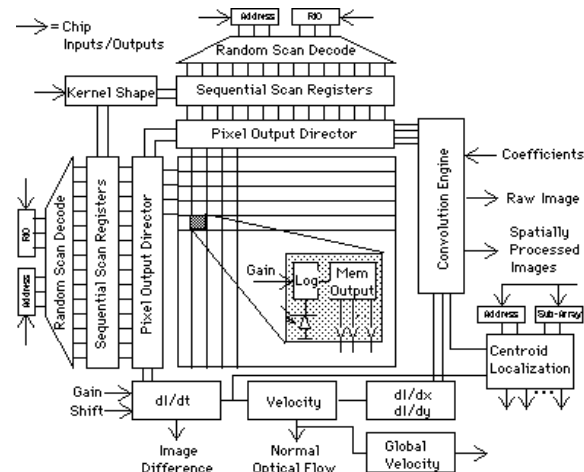 = Chip
Inputs/Outputs
Address
RIO
Random Scan Decode
Kernel Shape
Sequential Scan Registers
Pixel Output Director
Convolution Engine
Coefficients
Raw Image
Spatially
Processed
Images
RIO
Address
Random Scan Decode
Sequential Scan Registers
Pixel Output Director
Gain
Log
Mem
Output
Address
Sub-Array
Centroid
Localization
Gain
Shift
dI/dt
Velocity
dI/dx
dI/dy
Image
Difference
Normal
Optical Flow
Global
Velocity